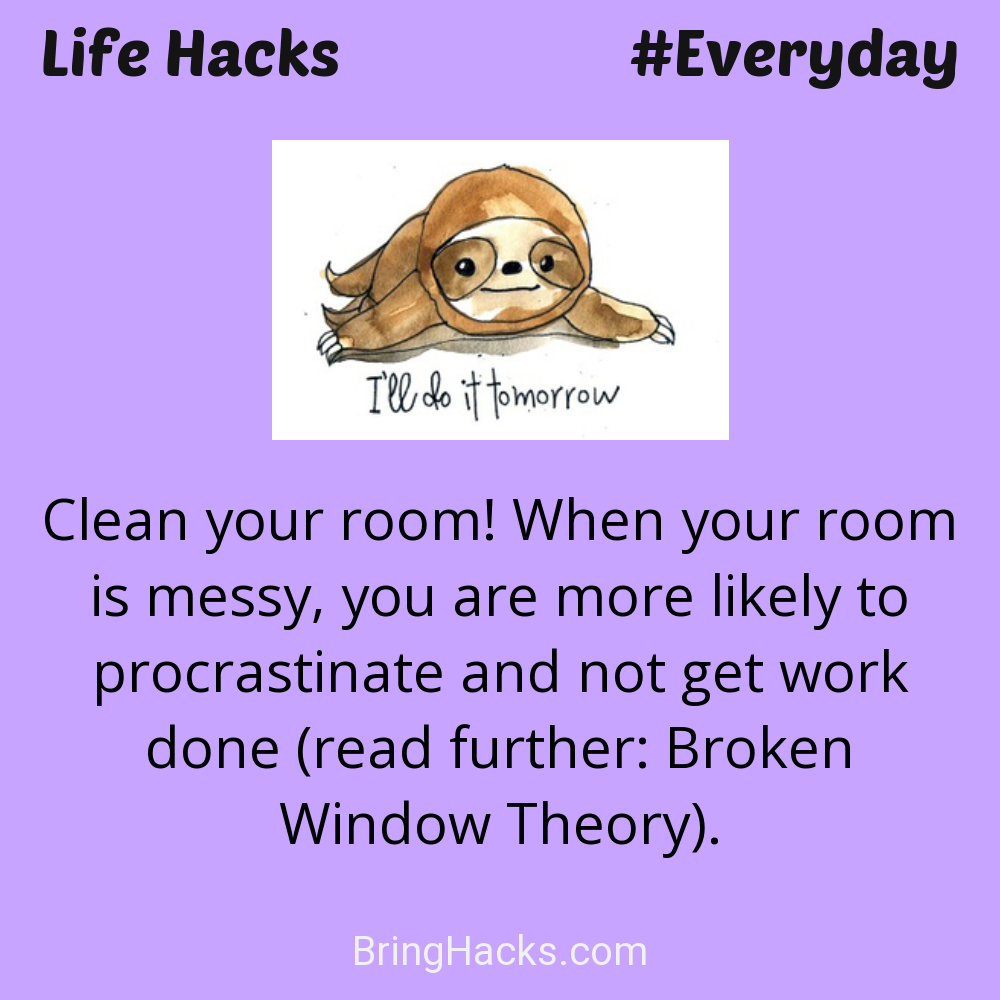 Life Hacks #Everyday
I'll do it tomorrow
Clean your room! When your room
is messy, you are more likely to
procrastinate and not get work
done (read further: Broken
Window Theory).
BringHacks.com